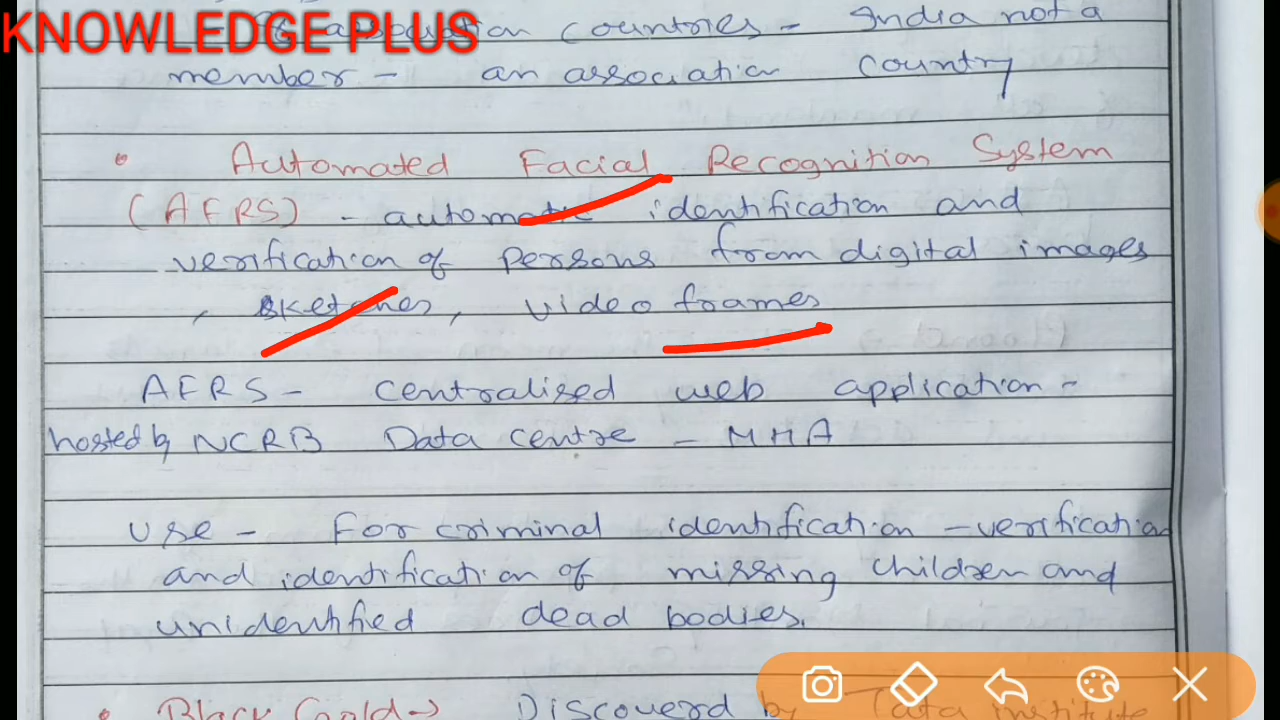 KNOWLEDGE PLUS
association countries - India not a
member - an association country
• Automated Facial Recognition System
(AFRS) - automatic identification and
verification of persons from digital images
, sketches, video frames
AFRS - centralised web application -
hosted by NCRB Data centre - MHA
Use - For criminal identification - verification
and identification of missing children and
unidentified dead bodies.
• Black Gold → Discoverd by Tata institute